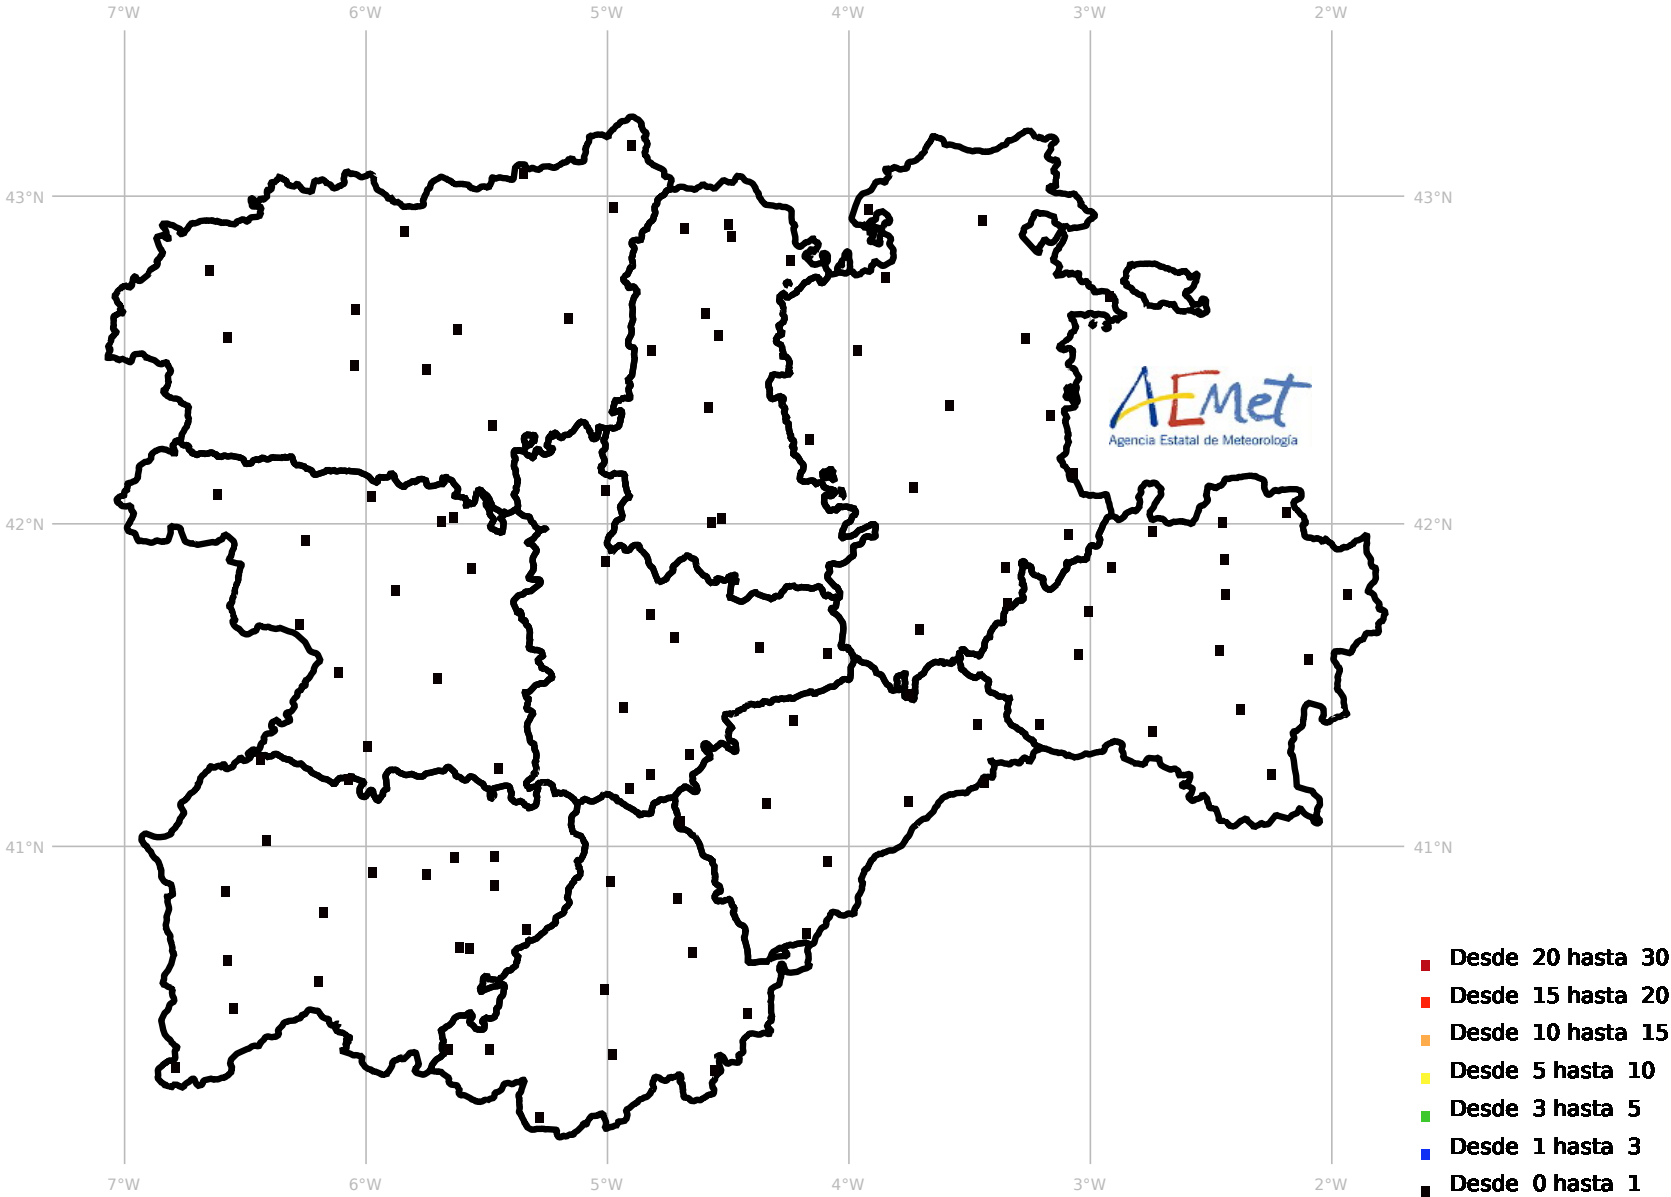 7°W 6°W 5°W 4°W 3°W 2°W
43°N 43°N
AEMet
Agencia Estatal de Meteorología
42°N 42°N
41°N 41°N
Desde 20 hasta 30
Desde 15 hasta 20
Desde 10 hasta 15
Desde 5 hasta 10
Desde 3 hasta 5
Desde 1 hasta 3
Desde 0 hasta 1
7°W 6°W 5°W 4°W 3°W 2°W